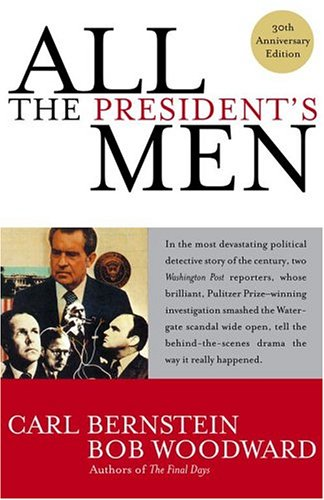 30th
Anniversary
Edition
ALL
THE PRESIDENT'S
MEN
In the most devastating political
detective story of the century, two
Washington Post reporters, whose
brilliant, Pulitzer Prize–winning
investigation smashed the Water-
gate scandal wide open, tell the
behind-the-scenes drama the
way it really happened.
CARL BERNSTEIN
BOB WOODWARD
Authors of The Final Days